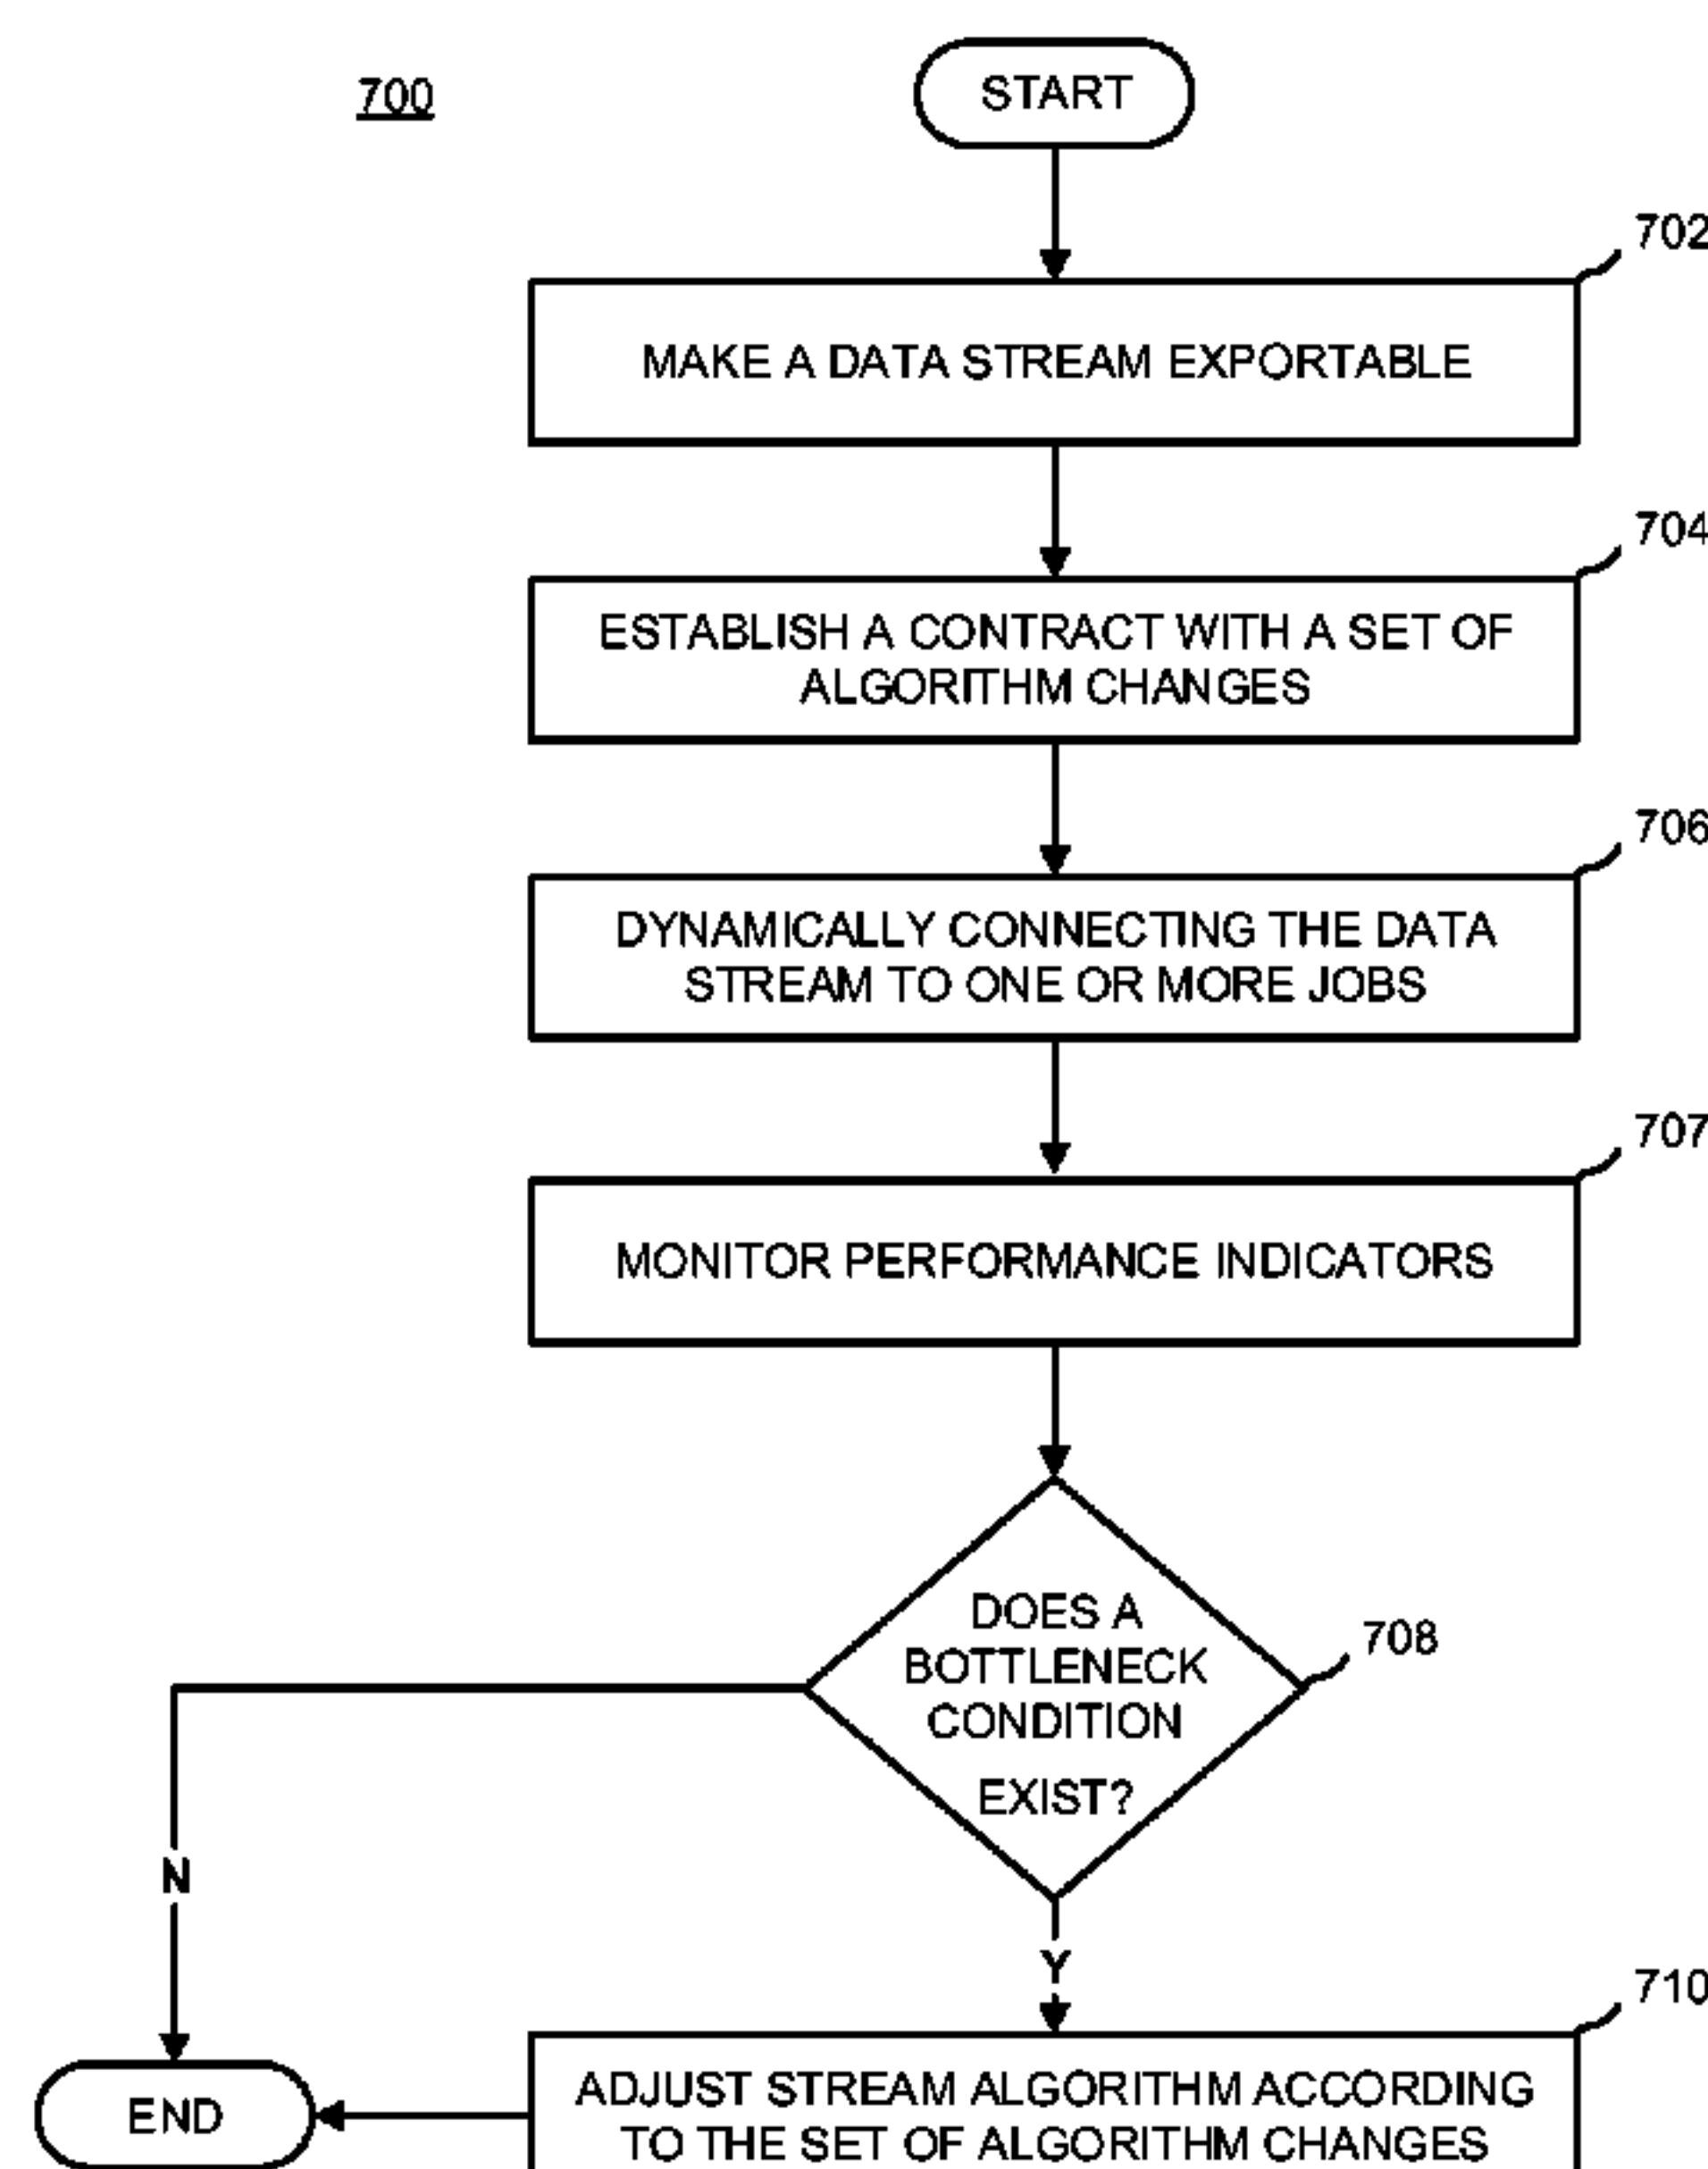 700
START
702
MAKE A DATA STREAM EXPORTABLE
704
ESTABLISH A CONTRACT WITH A SET OF
ALGORITHM CHANGES
706
DYNAMICALLY CONNECTING THE DATA
STREAM TO ONE OR MORE JOBS
707
MONITOR PERFORMANCE INDICATORS
708
DOES A
BOTTLENECK
CONDITION
EXIST?
N
Y
710
ADJUST STREAM ALGORITHM ACCORDING
TO THE SET OF ALGORITHM CHANGES
END